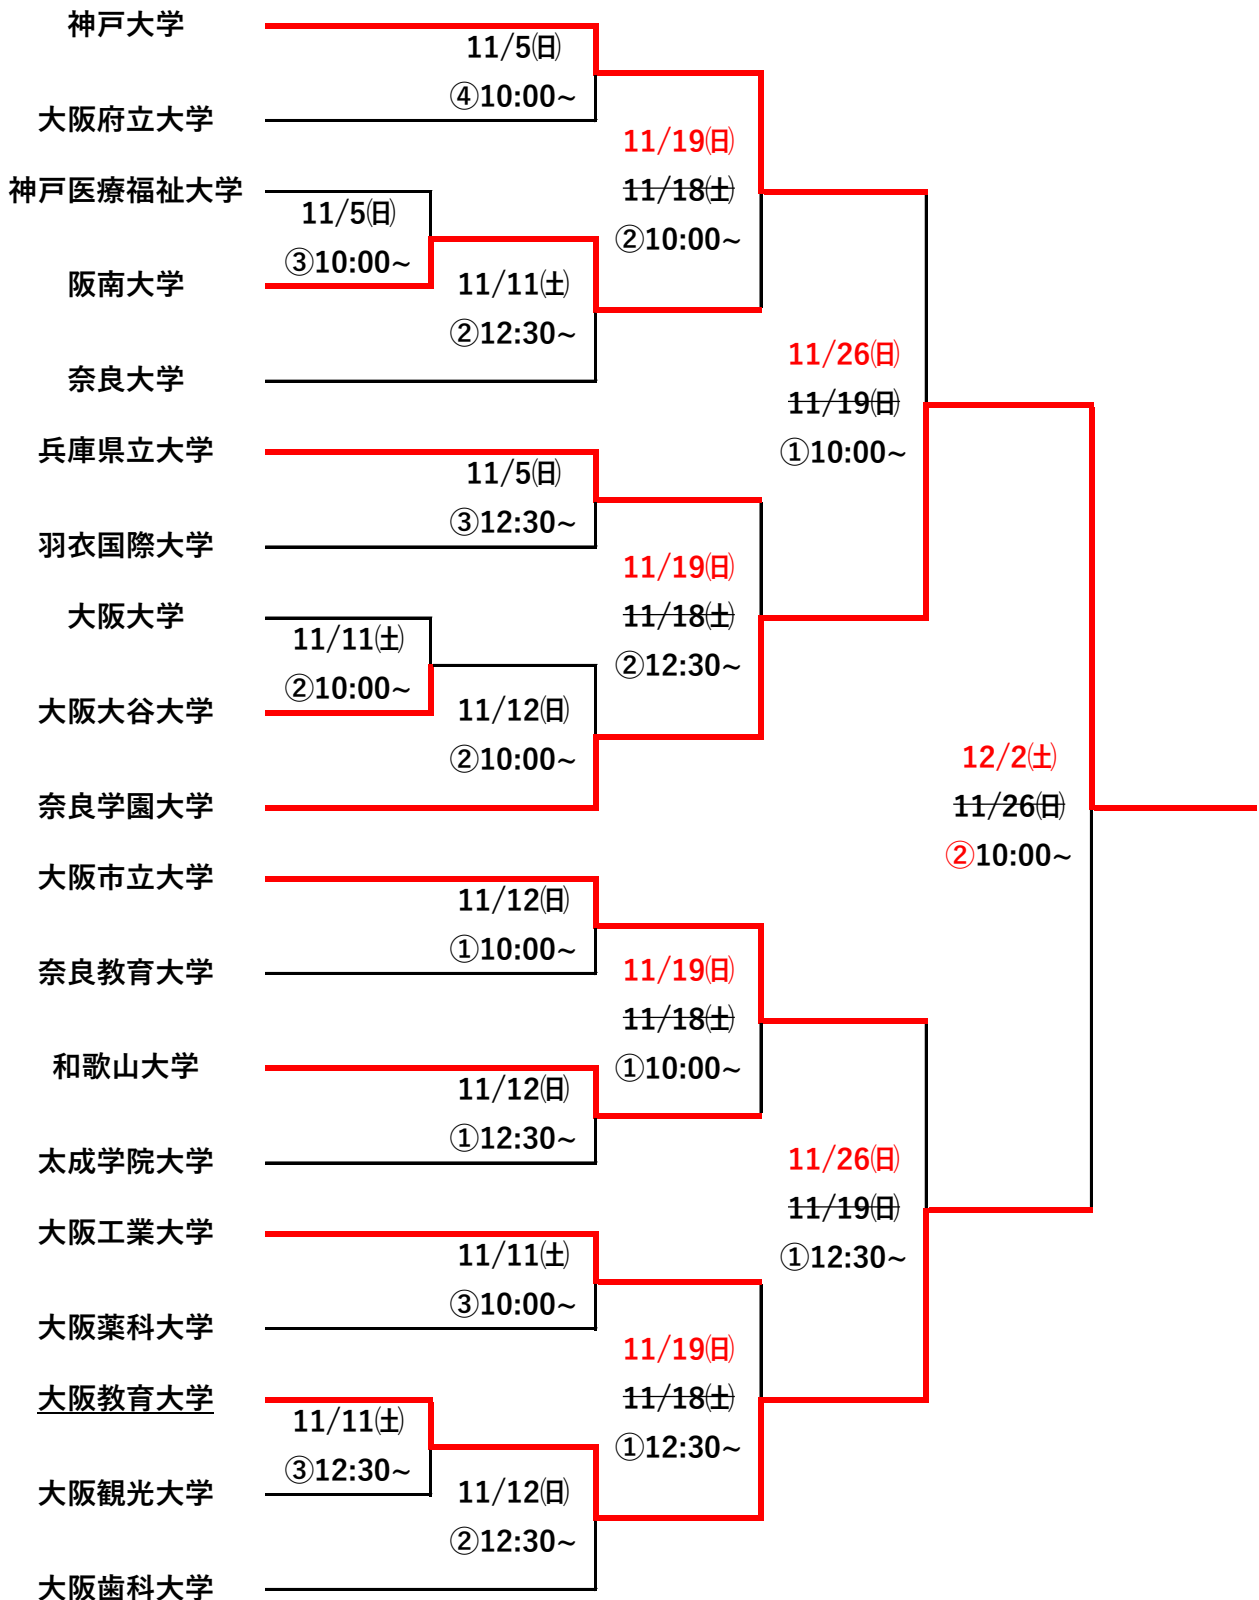 神戸大学
11/5(日)
④10:00~
大阪府立大学
11/19(日)
11/18(土)
②10:00~
神戸医療福祉大学
11/5(日)
③10:00~
阪南大学
11/11(土)
②12:30~
奈良大学
11/26(日)
11/19(日)
①10:00~
兵庫県立大学
11/5(日)
③12:30~
羽衣国際大学
11/19(日)
11/18(土)
②12:30~
大阪大学
11/11(土)
②10:00~
大阪大谷大学
11/12(日)
②10:00~
奈良学園大学
12/2(土)
11/26(日)
②10:00~
大阪市立大学
11/12(日)
①10:00~
奈良教育大学
11/19(日)
11/18(土)
①10:00~
和歌山大学
11/12(日)
①12:30~
太成学院大学
11/26(日)
11/19(日)
①12:30~
大阪工業大学
11/11(土)
③10:00~
大阪薬科大学
11/19(日)
11/18(土)
①12:30~
大阪教育大学
11/11(土)
③12:30~
大阪観光大学
11/12(日)
②12:30~
大阪歯科大学